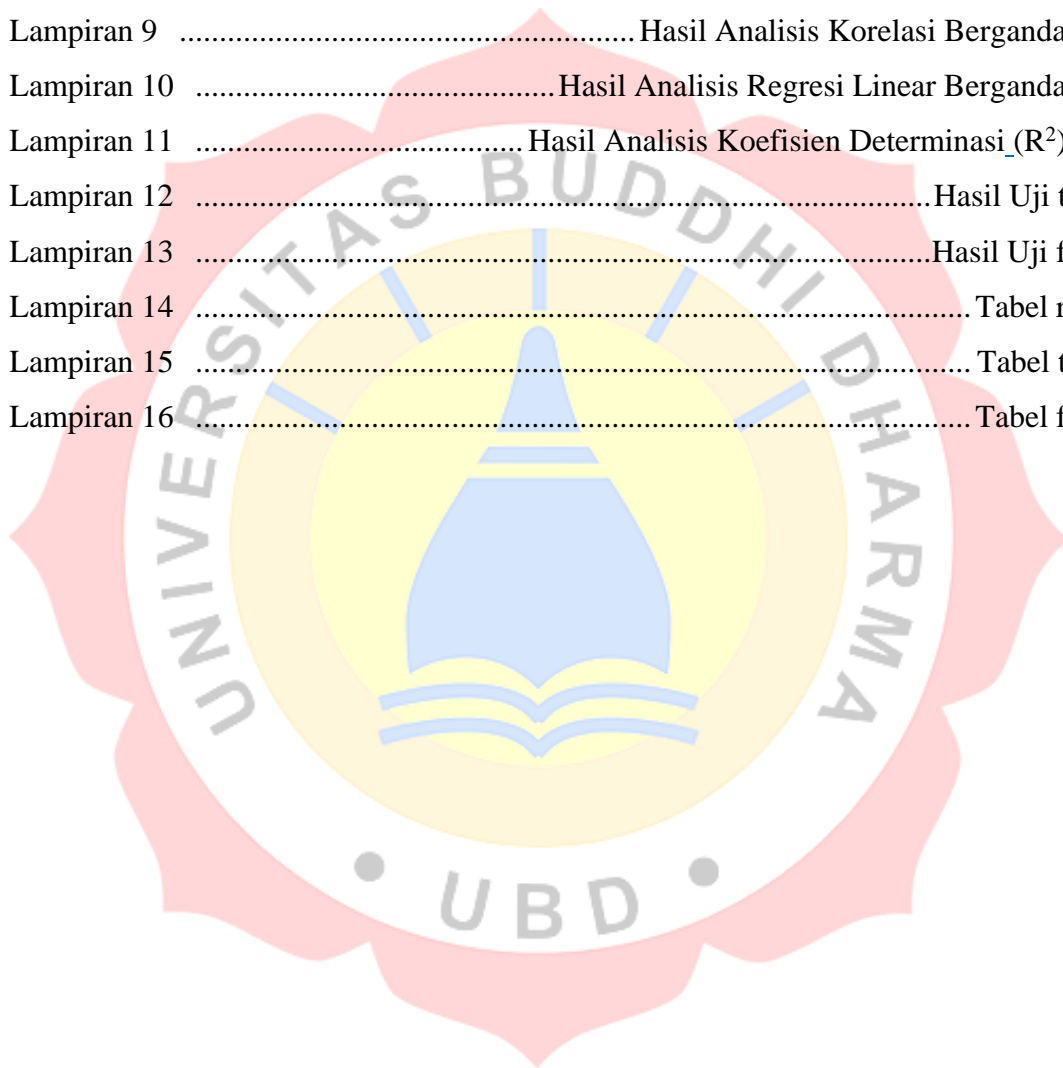 Lampiran 9 ........................................................ Hasil Analisis Korelasi Berganda
Lampiran 10 ............................................ Hasil Analisis Regresi Linear Berganda
Lampiran 11 ........................................ Hasil Analisis Koefisien Determinasi (R²)
Lampiran 12 .......................................................................................... Hasil Uji t
Lampiran 13 .......................................................................................... Hasil Uji f
Lampiran 14 ............................................................................................... Tabel r
Lampiran 15 ............................................................................................... Tabel t
Lampiran 16 ............................................................................................... Tabel f
UNIVERSITAS BUDDHI DHARMA
• UBD •